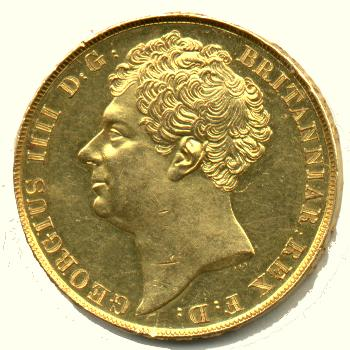 GEORGIUS IIII D: G: BRITANNIAR: REX F: D: